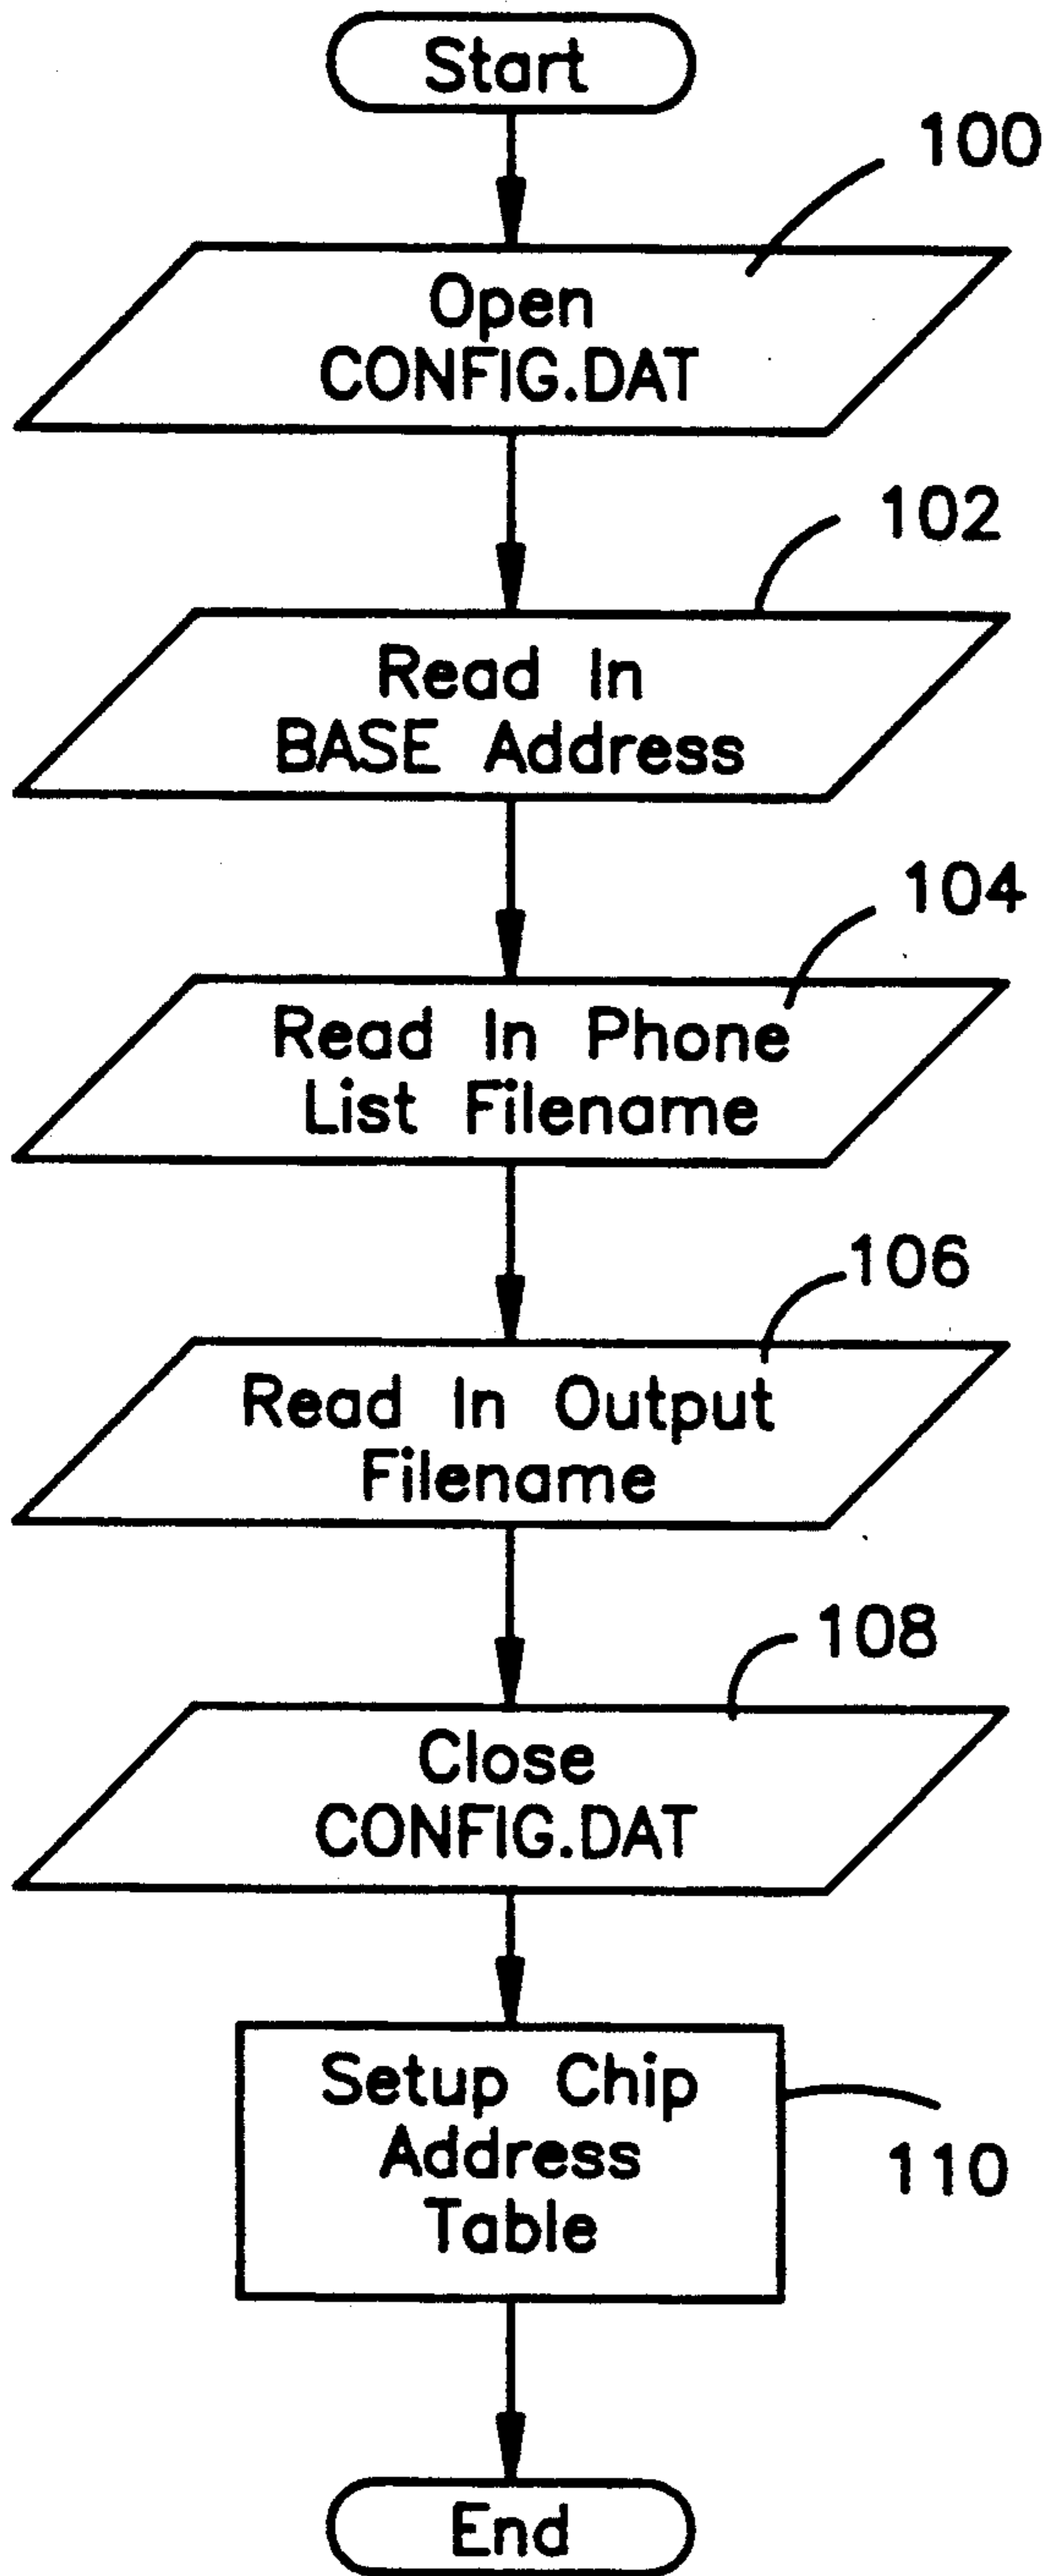 Start
100
Open
CONFIG.DAT
102
Read In
BASE Address
104
Read In Phone
List Filename
106
Read In Output
Filename
108
Close
CONFIG.DAT
Setup Chip
Address
Table
110
End